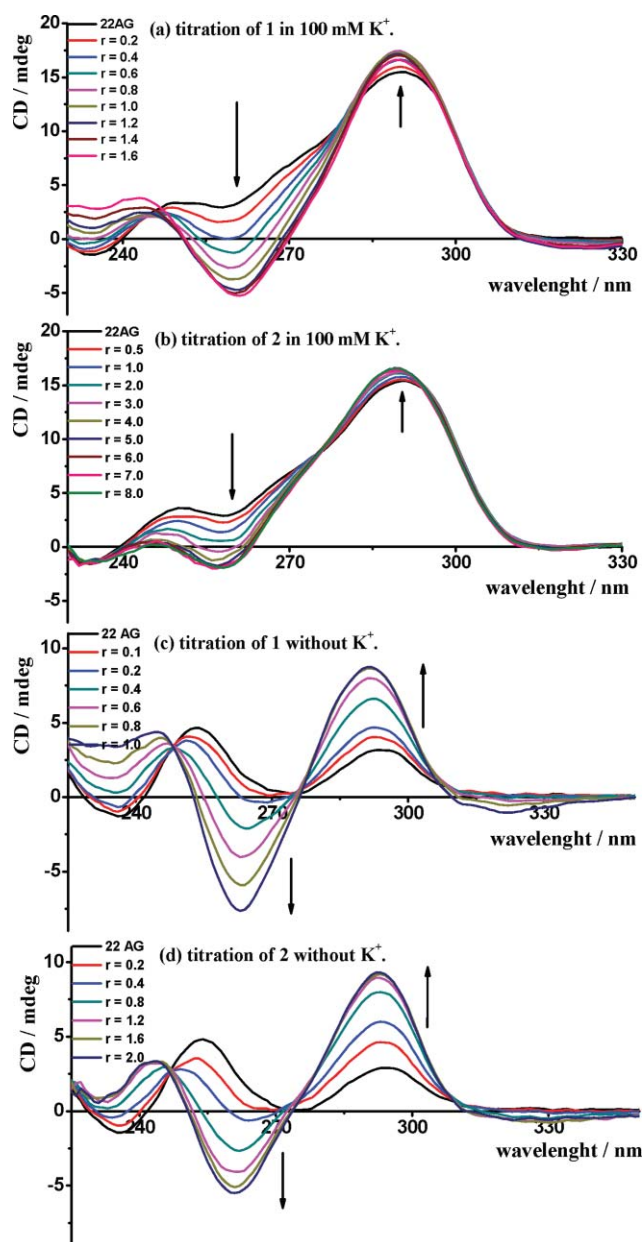 (a) titration of 1 in 100 mM K⁺.
CD / mdeg
20
15
10
5
0
-5
22AG
r = 0.2
r = 0.4
r = 0.6
r = 0.8
r = 1.0
r = 1.2
r = 1.4
r = 1.6
240
270
300
330
wavelenght / nm
(b) titration of 2 in 100 mM K⁺.
CD / mdeg
20
15
10
5
0
-5
22AG
r = 0.5
r = 1.0
r = 2.0
r = 3.0
r = 4.0
r = 5.0
r = 6.0
r = 7.0
r = 8.0
240
270
300
330
wavelenght / nm
(c) titration of 1 without K⁺.
CD / mdeg
10
5
0
-5
22 AG
r = 0.1
r = 0.2
r = 0.4
r = 0.6
r = 0.8
r = 1.0
240
270
300
330
wavelenght / nm
(d) titration of 2 without K⁺.
CD / mdeg
10
5
0
-5
22 AG
r = 0.2
r = 0.4
r = 0.8
r = 1.2
r = 1.6
r = 2.0
240
270
300
330
wavelenght / nm